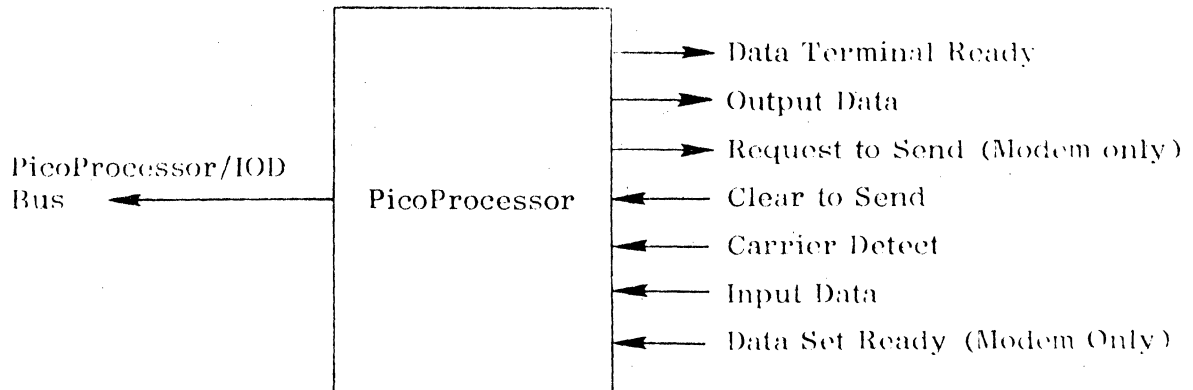 Data Terminal Ready
Output Data
Request to Send (Modem only)
PicoProcessor/IOD
Bus
PicoProcessor
Clear to Send
Carrier Detect
Input Data
Data Set Ready (Modem Only)